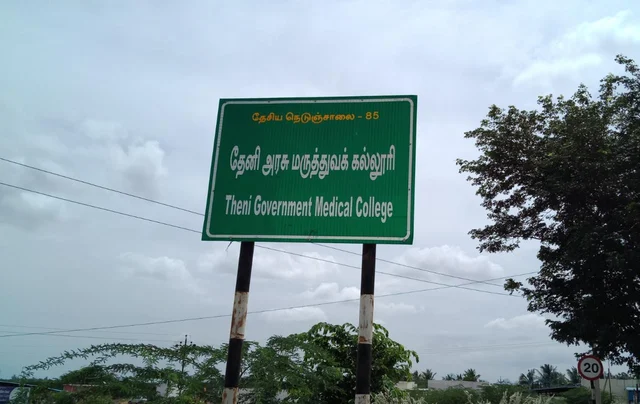 தேசிய நெடுஞ்சாலை - 85
தேனி அரசு மருத்துவக் கல்லூரி
Theni Government Medical College
20